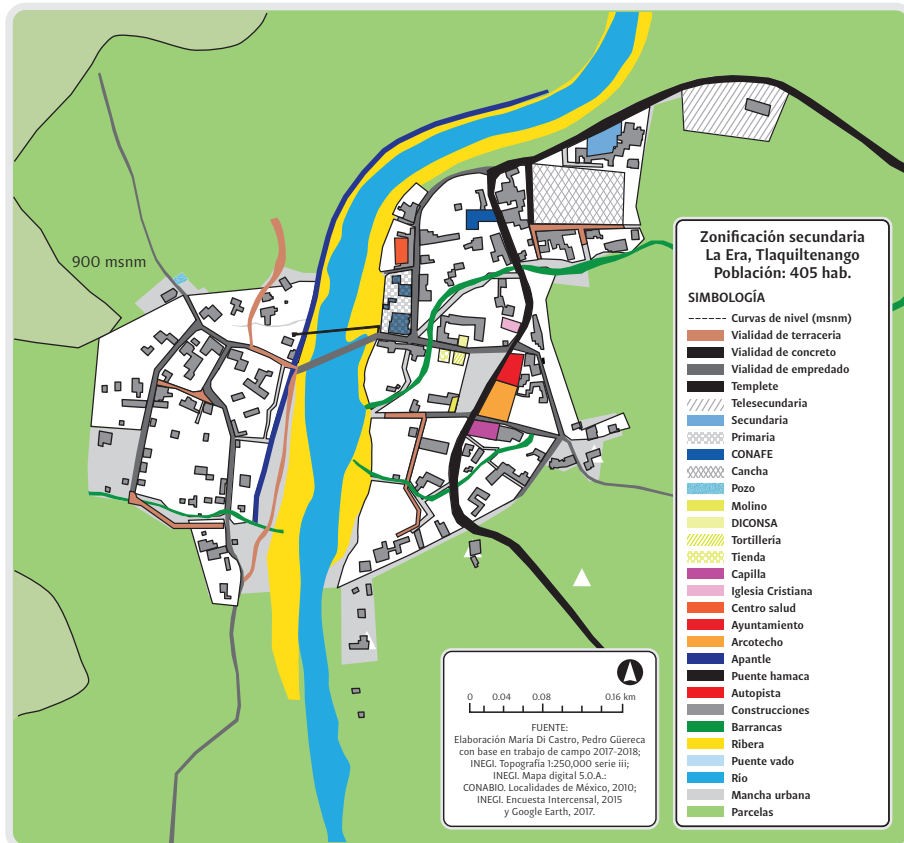 900 msnm
Zonificación secundaria
La Era, Tlaquiltenango
Población: 405 hab.
SIMBOLOGÍA
Curvas de nivel (msnm)
Vialidad de terraceria
Vialidad de concreto
Vialidad de empredado
Templete
Telesecundaria
Secundaria
Primaria
CONAFE
Cancha
Pozo
Molino
DICONSA
Tortillería
Tienda
Capilla
Iglesia Cristiana
Centro salud
Ayuntamiento
Arcotecho
Apantle
Puente hamaca
Autopista
Construcciones
Barrancas
Ribera
Puente vado
Río
Mancha urbana
Parcelas
0 0.04 0.08 0.16 km
FUENTE:
Elaboración María Di Castro, Pedro Güereca
con base en trabajo de campo 2017-2018;
INEGI. Topografía 1:250,000 serie iii;
INEGI. Mapa digital 5.0.A.:
CONABIO. Localidades de México, 2010;
INEGI. Encuesta Intercensal, 2015
y Google Earth, 2017.